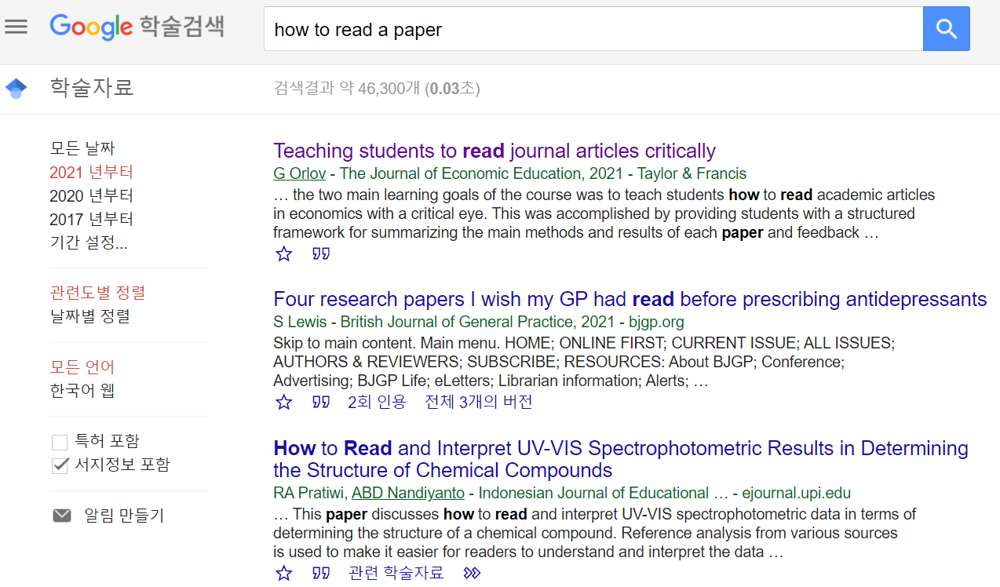 Google 학술검색
how to read a paper
학술자료
검색결과 약 46,300개 (0.03초)
모든 날짜
2021 년부터
2020 년부터
2017 년부터
기간 설정...
관련도별 정렬
날짜별 정렬
모든 언어
한국어 웹
특허 포함
서지정보 포함
알림 만들기
Teaching students to read journal articles critically
G Orlov - The Journal of Economic Education, 2021 - Taylor & Francis
… the two main learning goals of the course was to teach students how to read academic articles
in economics with a critical eye. This was accomplished by providing students with a structured
framework for summarizing the main methods and results of each paper and feedback …
Four research papers I wish my GP had read before prescribing antidepressants
S Lewis - British Journal of General Practice, 2021 - bjgp.org
Skip to main content. Main menu. HOME; ONLINE FIRST; CURRENT ISSUE; ALL ISSUES;
AUTHORS & REVIEWERS; SUBSCRIBE; RESOURCES: About BJGP; Conference;
Advertising; BJGP Life; eLetters; Librarian information; Alerts; …
2회 인용 전체 3개의 버전
How to Read and Interpret UV-VIS Spectrophotometric Results in Determining
the Structure of Chemical Compounds
RA Pratiwi, ABD Nandiyanto - Indonesian Journal of Educational … - ejournal.upi.edu
… This paper discusses how to read and interpret UV-VIS spectrophotometric data in terms of
determining the structure of a chemical compound. Reference analysis from various sources
is used to make it easier for readers to understand and interpret the data …
관련 학술자료